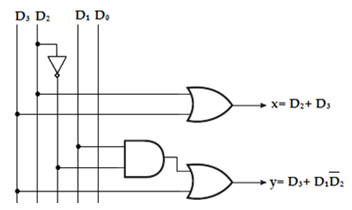 D₃ D₂ D₁ D₀
x= D₂+ D₃
y= D₃+ D₁D̅₂